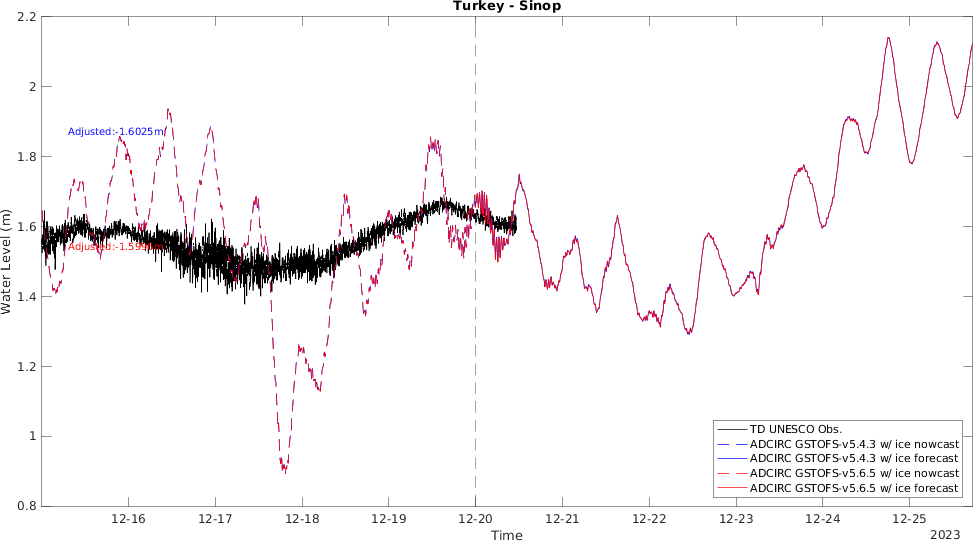 Turkey - Sinop
2.2
2
1.8
1.6
1.4
1.2
1
0.8
Water Level (m)
Adjusted:-1.6025m
TD UNESCO Obs.
ADCIRC GSTOFS-v5.4.3 w/ ice nowcast
ADCIRC GSTOFS-v5.4.3 w/ ice forecast
ADCIRC GSTOFS-v5.6.5 w/ ice nowcast
ADCIRC GSTOFS-v5.6.5 w/ ice forecast
12-16 12-17 12-18 12-19 12-20 12-21 12-22 12-23 12-24 12-25
Time
2023